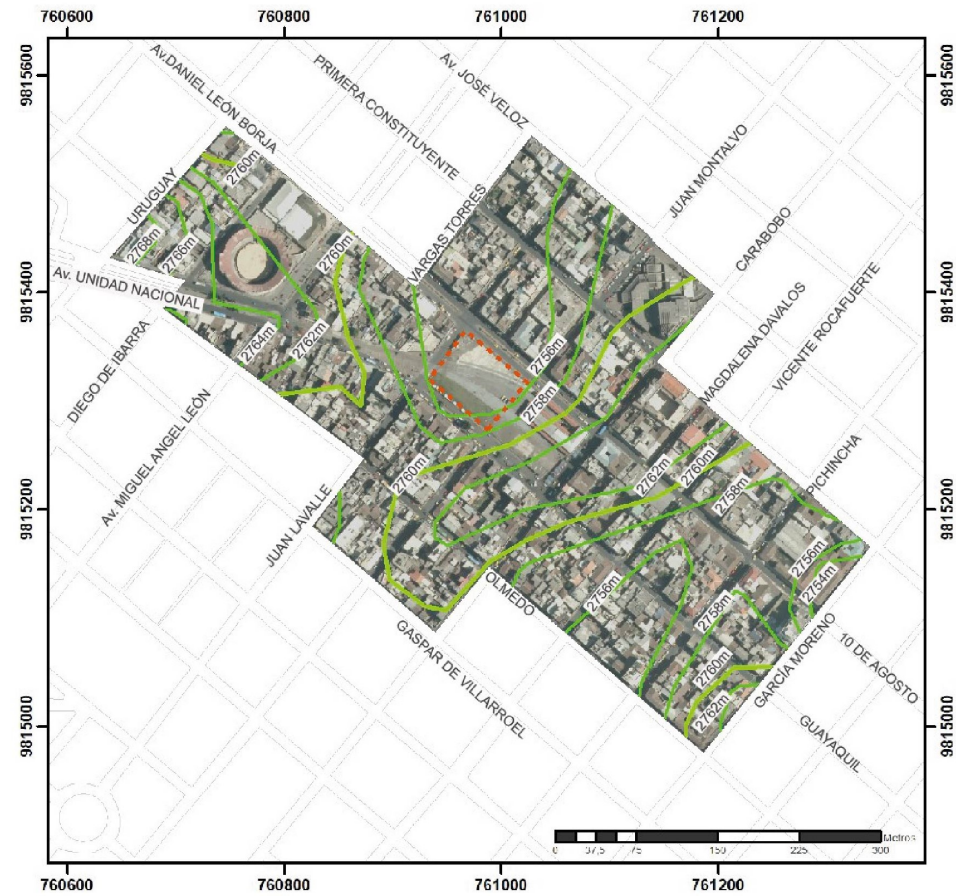 760600 760800 761000 761200
9815600
9815600
Av.DANIEL LEÓN BORJA
PRIMERA CONSTITUYENTE
Av. JOSÉ VELOZ
JUAN MONTALVO
CARABOBO
URUGUAY
2760m
VARGAS TORRES
2768m
2766m
2760m
MAGDALENA DAVALOS
VICENTE ROCAFUERTE
9815400
9815400
Av. UNIDAD NACIONAL
DIEGO DE IBARRA
2764m
2762m
2756m
2758m
Av. MIGUEL ANGEL LEÓN
2760m
2762m
2760m
2758m
PICHINCHA
9815200
9815200
JUAN LAVALLE
OLMEDO
2756m
2756m
2754m
2758m
GASPAR DE VILLARROEL
2760m
2762m
GARCÍA MORENO
10 DE AGOSTO
GUAYAQUIL
9815000
9815000
Metros
0 37,5 75 150 225 300
760600 760800 761000 761200